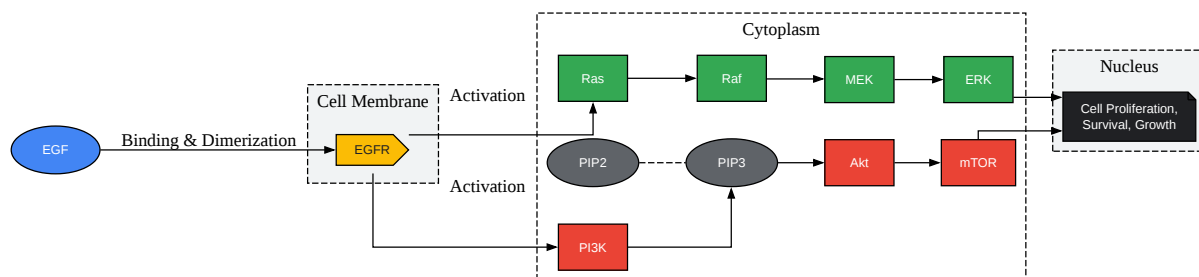 Cytoplasm
Nucleus
Cell Membrane
Activation
Ras
Raf
MEK
ERK
Cell Proliferation,
Survival, Growth
EGF
Binding & Dimerization
EGFR
PIP2
PIP3
Akt
mTOR
Activation
PI3K